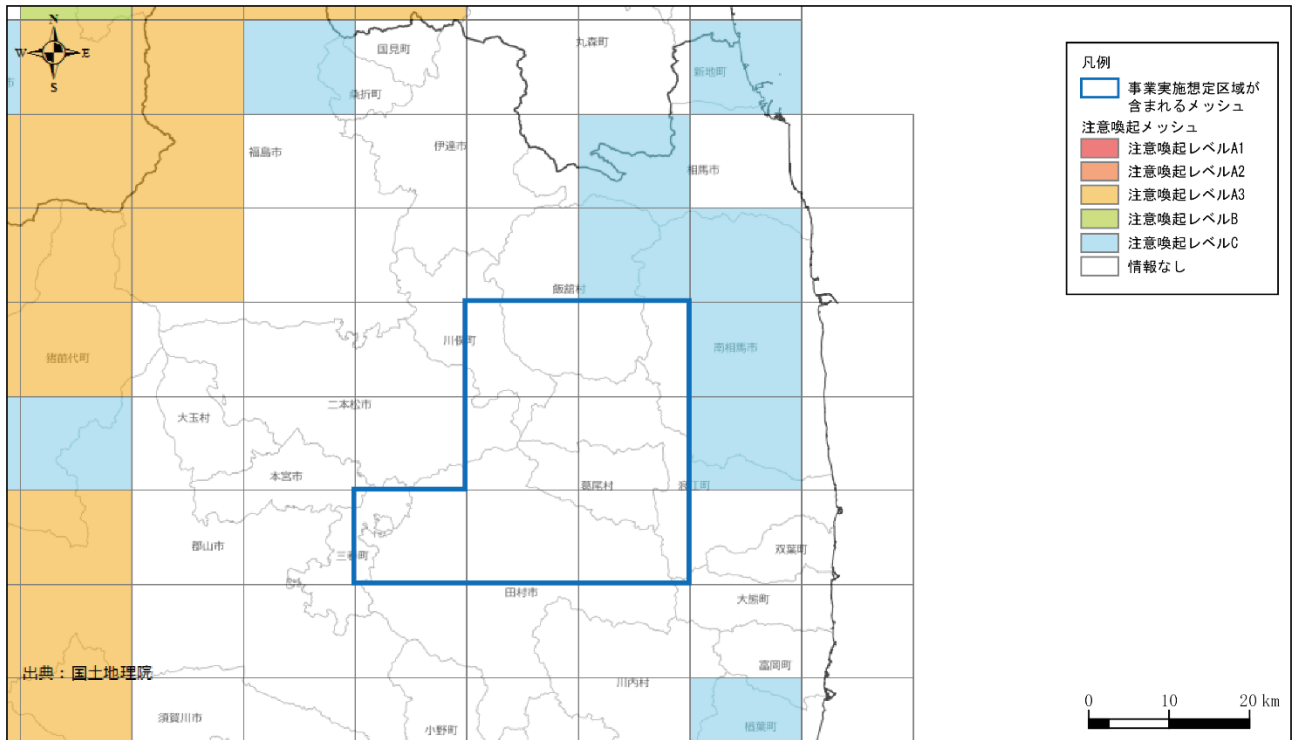 N
W
E
S
国見町
丸森町
新地町
市
桑折町
福島市
伊達市
相馬市
飯舘村
猪苗代町
川俣町
南相馬市
大玉村
二本松市
本宮市
葛尾村
浪江町
郡山市
三春町
双葉町
田村市
大熊町
富岡町
川内村
出典：国土地理院
須賀川市
小野町
楢葉町
凡例
事業実施想定区域が
含まれるメッシュ
注意喚起メッシュ
注意喚起レベルA1
注意喚起レベルA2
注意喚起レベルA3
注意喚起レベルB
注意喚起レベルC
情報なし
0 10 20 km